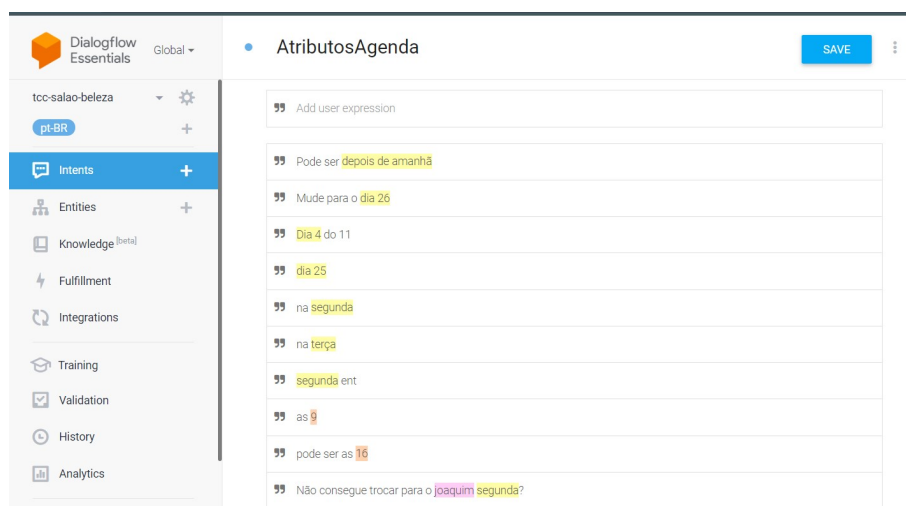 Dialogflow
Essentials
Global
AtributosAgenda
SAVE
tcc-salao-beleza
pt-BR
+
Intents
+
Entities
+
Knowledge [beta]
Fulfillment
Integrations
Training
Validation
History
Analytics
Add user expression
Pode ser depois de amanhã
Mude para o dia 26
Dia 4 do 11
dia 25
na segunda
na terça
segunda ent
as 9
pode ser as 16
Não consegue trocar para o joaquim segunda?